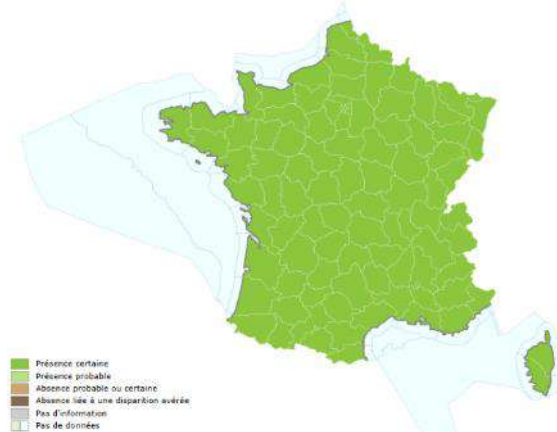 Présence certaine
Présence probable
Absence probable ou certaine
Absence liée à une disparition avérée
Pas d'information
Pas de données